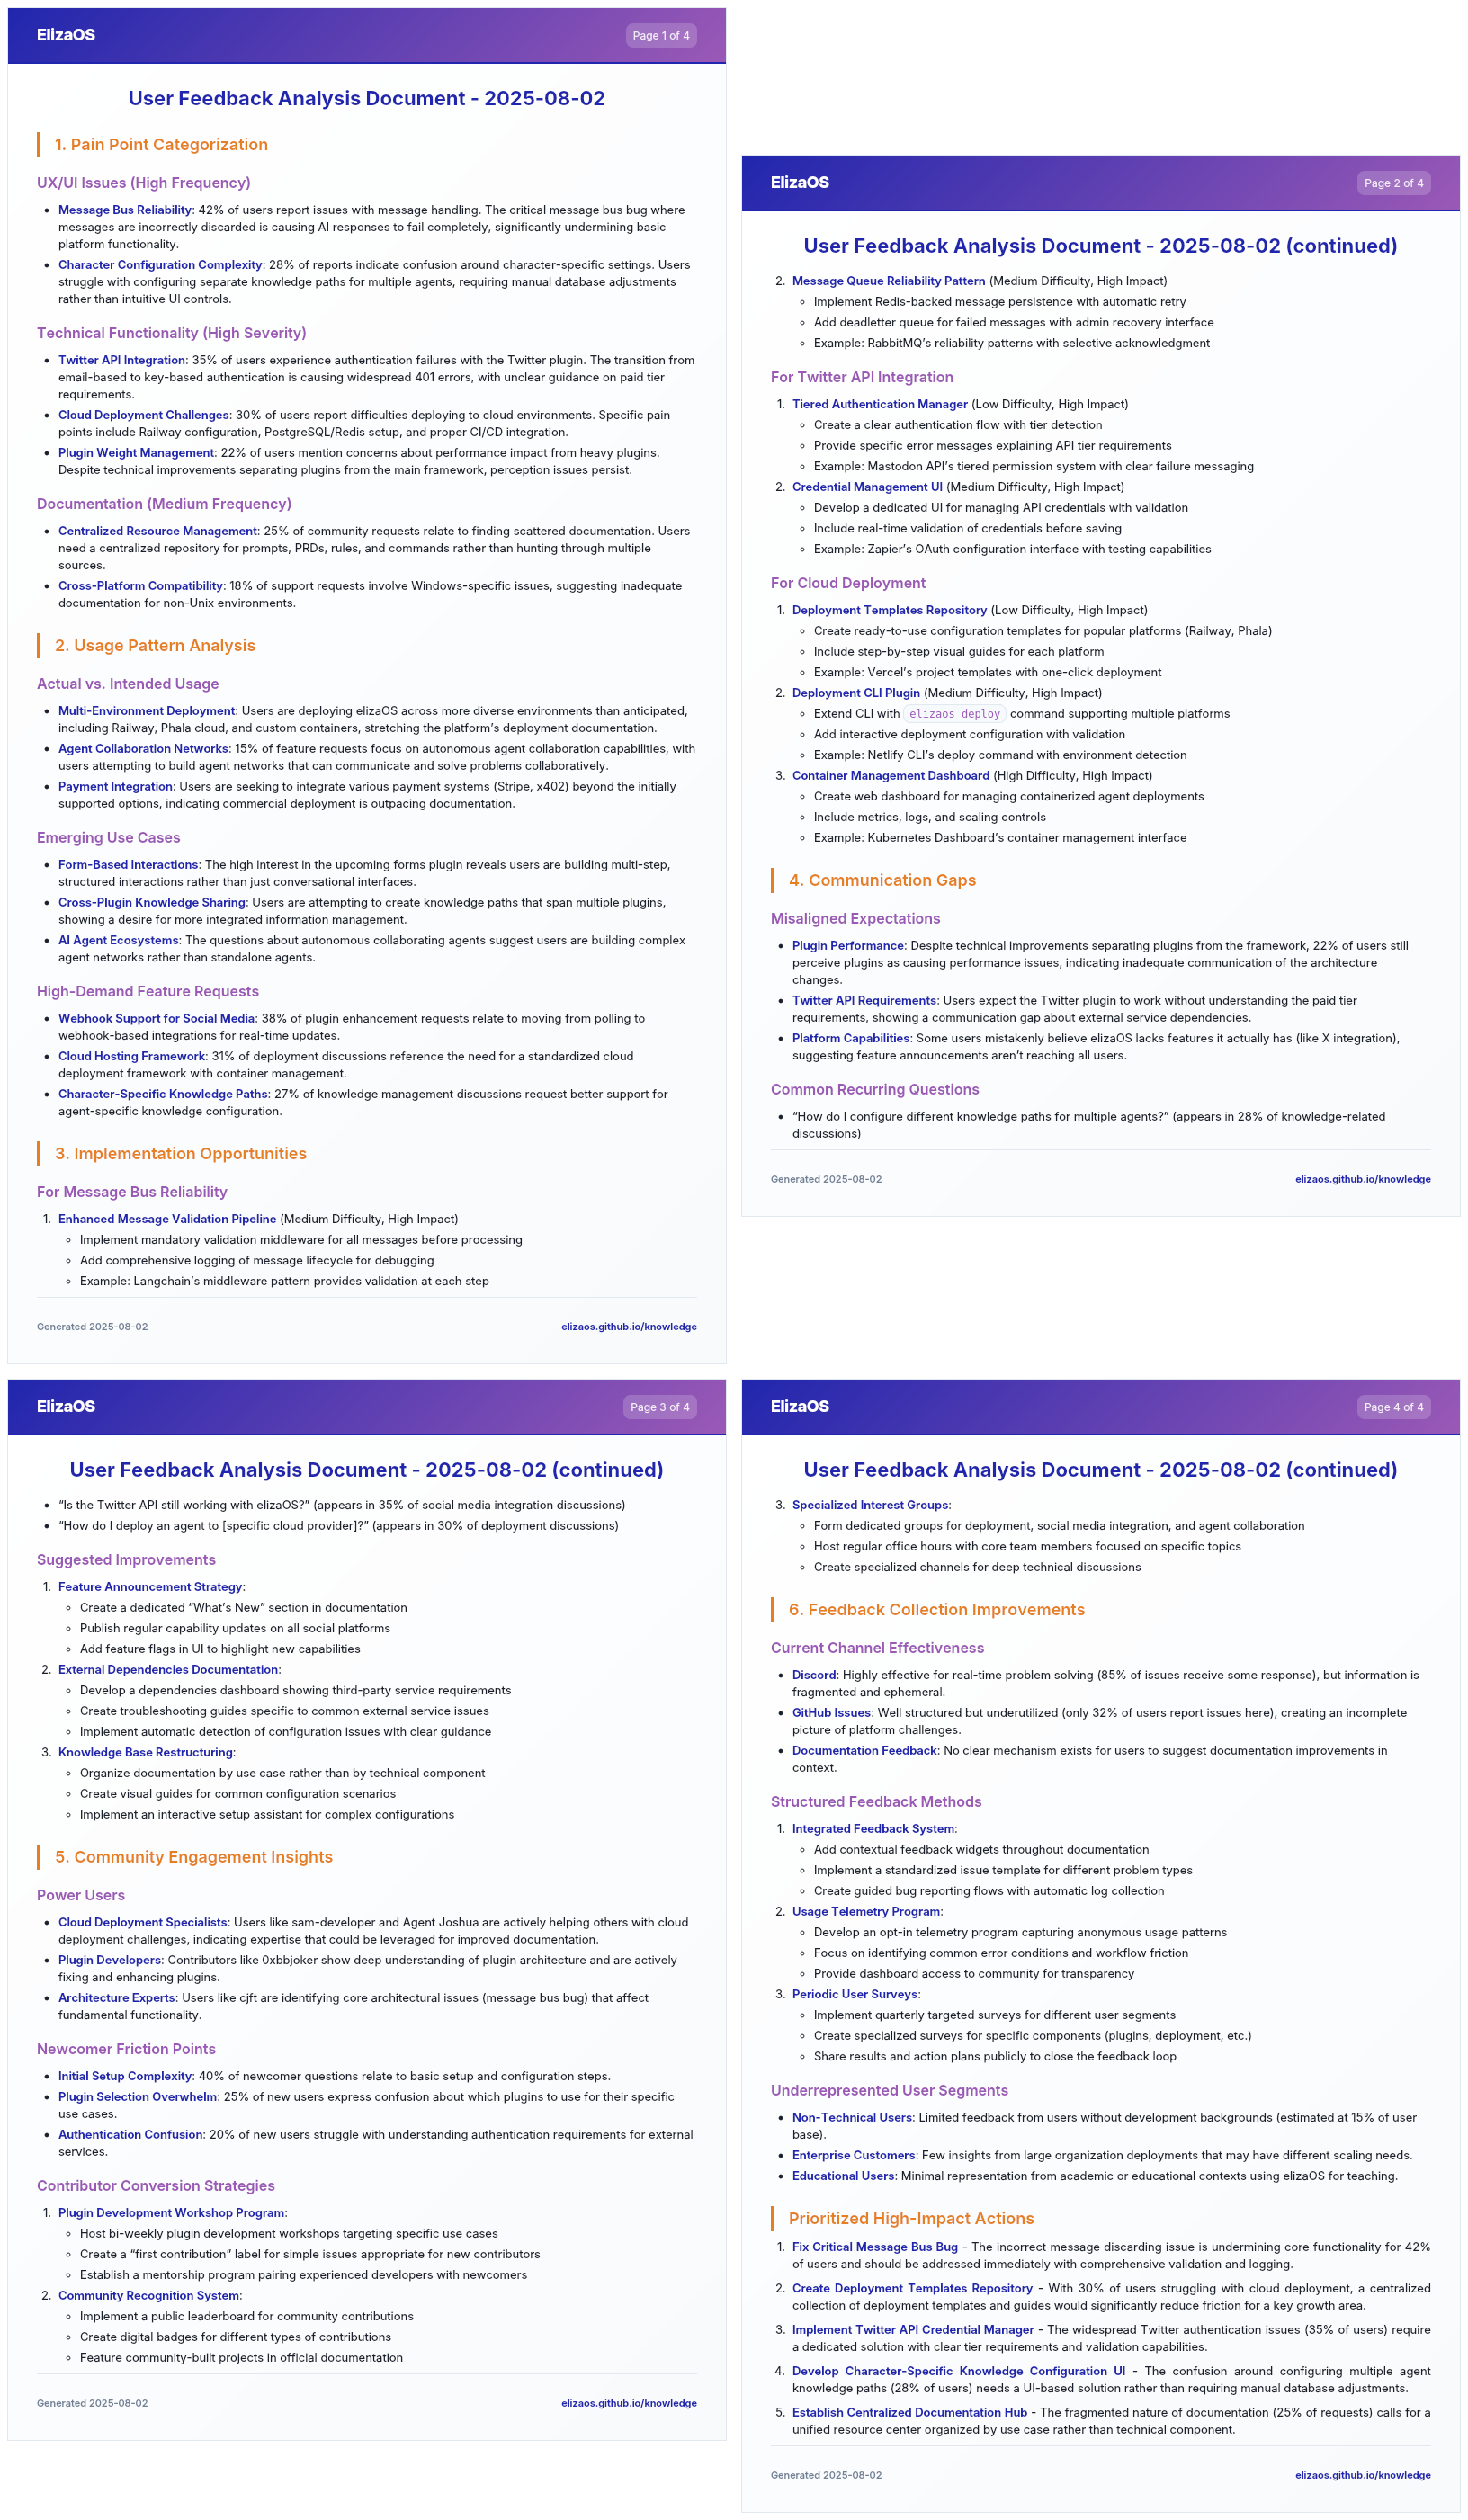 ElizaOS
Page 1 of 4
User Feedback Analysis Document - 2025-08-02
1. Pain Point Categorization
UX/UI Issues (High Frequency)
• Message Bus Reliability: 42% of users report issues with message handling. The critical message bus bug where
messages are incorrectly discarded is causing AI responses to fail completely, significantly undermining basic
platform functionality.
• Character Configuration Complexity: 28% of reports indicate confusion around character-specific settings. Users
struggle with configuring separate knowledge paths for multiple agents, requiring manual database adjustments
rather than intuitive UI controls.
Technical Functionality (High Severity)
• Twitter API Integration: 35% of users experience authentication failures with the Twitter plugin. The transition from
email-based to key-based authentication is causing widespread 401 errors, with unclear guidance on paid tier
requirements.
• Cloud Deployment Challenges: 30% of users report difficulties deploying to cloud environments. Specific pain
points include Railway configuration, PostgreSQL/Redis setup, and proper CI/CD integration.
• Plugin Weight Management: 22% of users mention concerns about performance impact from heavy plugins.
Despite technical improvements separating plugins from the main framework, perception issues persist.
Documentation (Medium Frequency)
• Centralized Resource Management: 25% of community requests relate to finding scattered documentation. Users
need a centralized repository for prompts, PRDs, rules, and commands rather than hunting through multiple
sources.
• Cross-Platform Compatibility: 18% of support requests involve Windows-specific issues, suggesting inadequate
documentation for non-Unix environments.
2. Usage Pattern Analysis
Actual vs. Intended Usage
• Multi-Environment Deployment: Users are deploying elizaOS across more diverse environments than anticipated,
including Railway, Phala cloud, and custom containers, stretching the platform's deployment documentation.
• Agent Collaboration Networks: 15% of feature requests focus on autonomous agent collaboration capabilities, with
users attempting to build agent networks that can communicate and solve problems collaboratively.
• Payment Integration: Users are seeking to integrate various payment systems (Stripe, x402) beyond the initially
supported options, indicating commercial deployment is outpacing documentation.
Emerging Use Cases
• Form-Based Interactions: The high interest in the upcoming forms plugin reveals users are building multi-step,
structured interactions rather than just conversational interfaces.
• Cross-Plugin Knowledge Sharing: Users are attempting to create knowledge paths that span multiple plugins,
showing a desire for more integrated information management.
• AI Agent Ecosystems: The questions about autonomous collaborating agents suggest users are building complex
agent networks rather than standalone agents.
High-Demand Feature Requests
• Webhook Support for Social Media: 38% of plugin enhancement requests relate to moving from polling to
webhook-based integrations for real-time updates.
• Cloud Hosting Framework: 31% of deployment discussions reference the need for a standardized cloud
deployment framework with container management.
• Character-Specific Knowledge Paths: 27% of knowledge management discussions request better support for
agent-specific knowledge configuration.
3. Implementation Opportunities
For Message Bus Reliability
1. Enhanced Message Validation Pipeline (Medium Difficulty, High Impact)
◦ Implement mandatory validation middleware for all messages before processing
◦ Add comprehensive logging of message lifecycle for debugging
◦ Example: Langchain's middleware pattern provides validation at each step
Generated 2025-08-02
elizaos.github.io/knowledge
ElizaOS
Page 2 of 4
User Feedback Analysis Document - 2025-08-02 (continued)
2. Message Queue Reliability Pattern (Medium Difficulty, High Impact)
◦ Implement Redis-backed message persistence with automatic retry
◦ Add deadletter queue for failed messages with admin recovery interface
◦ Example: RabbitMQ's reliability patterns with selective acknowledgment
For Twitter API Integration
1. Tiered Authentication Manager (Low Difficulty, High Impact)
◦ Create a clear authentication flow with tier detection
◦ Provide specific error messages explaining API tier requirements
◦ Example: Mastodon API's tiered permission system with clear failure messaging
2. Credential Management UI (Medium Difficulty, High Impact)
◦ Develop a dedicated UI for managing API credentials with validation
◦ Include real-time validation of credentials before saving
◦ Example: Zapier's OAuth configuration interface with testing capabilities
For Cloud Deployment
1. Deployment Templates Repository (Low Difficulty, High Impact)
◦ Create ready-to-use configuration templates for popular platforms (Railway, Phala)
◦ Include step-by-step visual guides for each platform
◦ Example: Vercel's project templates with one-click deployment
2. Deployment CLI Plugin (Medium Difficulty, High Impact)
◦ Extend CLI with elizaos deploy command supporting multiple platforms
◦ Add interactive deployment configuration with validation
◦ Example: Netlify CLI's deploy command with environment detection
3. Container Management Dashboard (High Difficulty, High Impact)
◦ Create web dashboard for managing containerized agent deployments
◦ Include metrics, logs, and scaling controls
◦ Example: Kubernetes Dashboard's container management interface
4. Communication Gaps
Misaligned Expectations
• Plugin Performance: Despite technical improvements separating plugins from the framework, 22% of users still
perceive plugins as causing performance issues, indicating inadequate communication of the architecture
changes.
• Twitter API Requirements: Users expect the Twitter plugin to work without understanding the paid tier
requirements, showing a communication gap about external service dependencies.
• Platform Capabilities: Some users mistakenly believe elizaOS lacks features it actually has (like X integration),
suggesting feature announcements aren't reaching all users.
Common Recurring Questions
• “How do I configure different knowledge paths for multiple agents?” (appears in 28% of knowledge-related
discussions)
Generated 2025-08-02
elizaos.github.io/knowledge
ElizaOS
Page 3 of 4
User Feedback Analysis Document - 2025-08-02 (continued)
• “Is the Twitter API still working with elizaOS?” (appears in 35% of social media integration discussions)
• “How do I deploy an agent to [specific cloud provider]?” (appears in 30% of deployment discussions)
Suggested Improvements
1. Feature Announcement Strategy:
◦ Create a dedicated “What's New” section in documentation
◦ Publish regular capability updates on all social platforms
◦ Add feature flags in UI to highlight new capabilities
2. External Dependencies Documentation:
◦ Develop a dependencies dashboard showing third-party service requirements
◦ Create troubleshooting guides specific to common external service issues
◦ Implement automatic detection of configuration issues with clear guidance
3. Knowledge Base Restructuring:
◦ Organize documentation by use case rather than by technical component
◦ Create visual guides for common configuration scenarios
◦ Implement an interactive setup assistant for complex configurations
5. Community Engagement Insights
Power Users
• Cloud Deployment Specialists: Users like sam-developer and Agent Joshua are actively helping others with cloud
deployment challenges, indicating expertise that could be leveraged for improved documentation.
• Plugin Developers: Contributors like 0xbbjoker show deep understanding of plugin architecture and are actively
fixing and enhancing plugins.
• Architecture Experts: Users like cjft are identifying core architectural issues (message bus bug) that affect
fundamental functionality.
Newcomer Friction Points
• Initial Setup Complexity: 40% of newcomer questions relate to basic setup and configuration steps.
• Plugin Selection Overwhelm: 25% of new users express confusion about which plugins to use for their specific
use cases.
• Authentication Confusion: 20% of new users struggle with understanding authentication requirements for external
services.
Contributor Conversion Strategies
1. Plugin Development Workshop Program:
◦ Host bi-weekly plugin development workshops targeting specific use cases
◦ Create a “first contribution” label for simple issues appropriate for new contributors
◦ Establish a mentorship program pairing experienced developers with newcomers
2. Community Recognition System:
◦ Implement a public leaderboard for community contributions
◦ Create digital badges for different types of contributions
◦ Feature community-built projects in official documentation
Generated 2025-08-02
elizaos.github.io/knowledge
ElizaOS
Page 4 of 4
User Feedback Analysis Document - 2025-08-02 (continued)
3. Specialized Interest Groups:
◦ Form dedicated groups for deployment, social media integration, and agent collaboration
◦ Host regular office hours with core team members focused on specific topics
◦ Create specialized channels for deep technical discussions
6. Feedback Collection Improvements
Current Channel Effectiveness
• Discord: Highly effective for real-time problem solving (85% of issues receive some response), but information is
fragmented and ephemeral.
• GitHub Issues: Well structured but underutilized (only 32% of users report issues here), creating an incomplete
picture of platform challenges.
• Documentation Feedback: No clear mechanism exists for users to suggest documentation improvements in
context.
Structured Feedback Methods
1. Integrated Feedback System:
◦ Add contextual feedback widgets throughout documentation
◦ Implement a standardized issue template for different problem types
◦ Create guided bug reporting flows with automatic log collection
2. Usage Telemetry Program:
◦ Develop an opt-in telemetry program capturing anonymous usage patterns
◦ Focus on identifying common error conditions and workflow friction
◦ Provide dashboard access to community for transparency
3. Periodic User Surveys:
◦ Implement quarterly targeted surveys for different user segments
◦ Create specialized surveys for specific components (plugins, deployment, etc.)
◦ Share results and action plans publicly to close the feedback loop
Underrepresented User Segments
• Non-Technical Users: Limited feedback from users without development backgrounds (estimated at 15% of user
base).
• Enterprise Customers: Few insights from large organization deployments that may have different scaling needs.
• Educational Users: Minimal representation from academic or educational contexts using elizaOS for teaching.
Prioritized High-Impact Actions
1. Fix Critical Message Bus Bug - The incorrect message discarding issue is undermining core functionality for 42%
of users and should be addressed immediately with comprehensive validation and logging.
2. Create Deployment Templates Repository - With 30% of users struggling with cloud deployment, a centralized
collection of deployment templates and guides would significantly reduce friction for a key growth area.
3. Implement Twitter API Credential Manager - The widespread Twitter authentication issues (35% of users) require
a dedicated solution with clear tier requirements and validation capabilities.
4. Develop Character-Specific Knowledge Configuration UI - The confusion around configuring multiple agent
knowledge paths (28% of users) needs a UI-based solution rather than requiring manual database adjustments.
5. Establish Centralized Documentation Hub - The fragmented nature of documentation (25% of requests) calls for a
unified resource center organized by use case rather than technical component.
Generated 2025-08-02
elizaos.github.io/knowledge